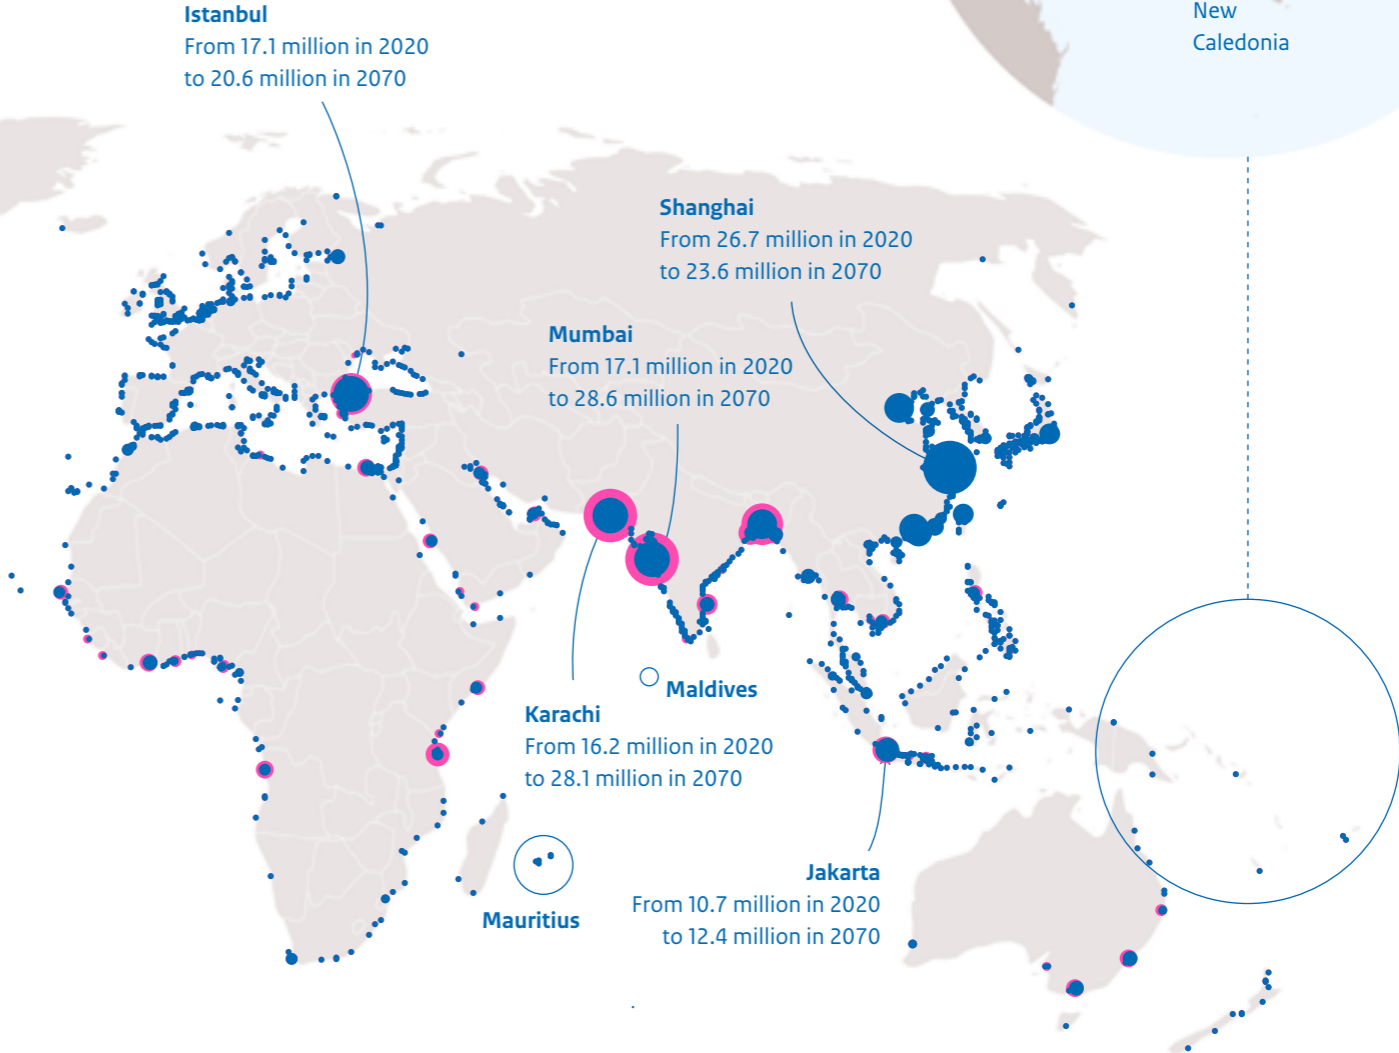 Istanbul
From 17.1 million in 2020
to 20.6 million in 2070
New
Caledonia
Shanghai
From 26.7 million in 2020
to 23.6 million in 2070
Mumbai
From 17.1 million in 2020
to 28.6 million in 2070
Maldives
Karachi
From 16.2 million in 2020
to 28.1 million in 2070
Mauritius
Jakarta
From 10.7 million in 2020
to 12.4 million in 2070